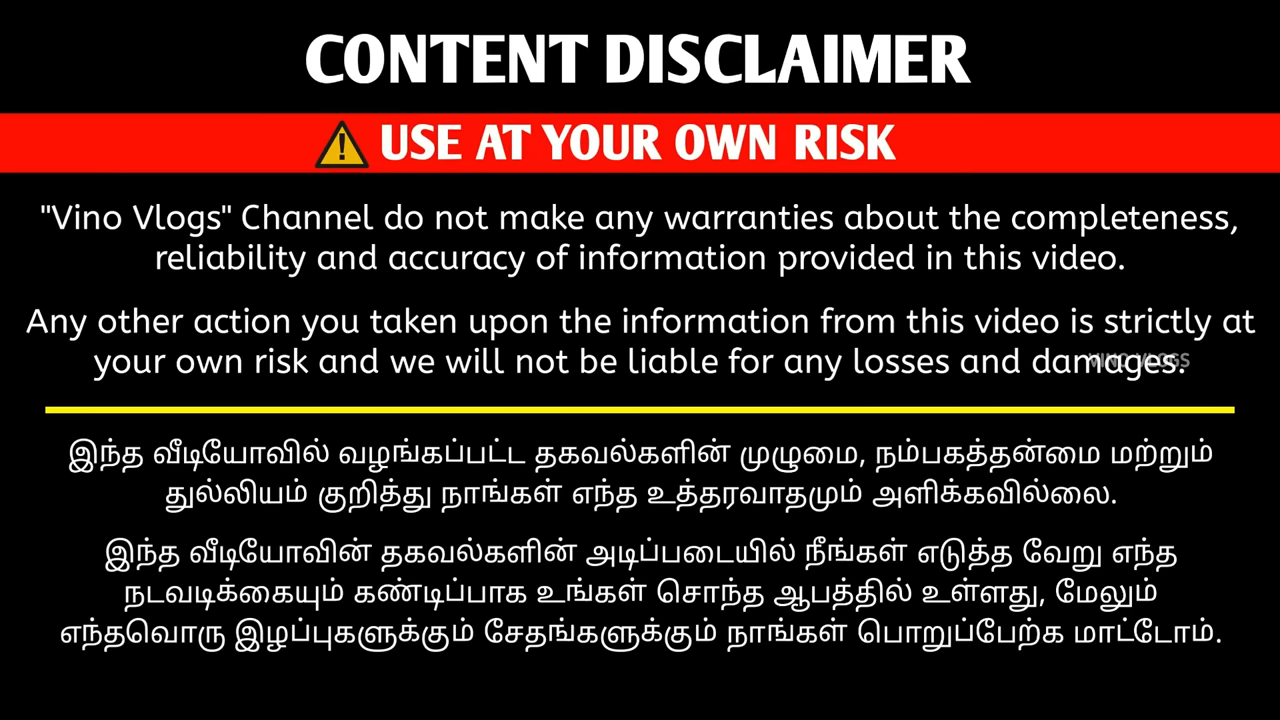 CONTENT DISCLAIMER
USE AT YOUR OWN RISK
"Vino Vlogs" Channel do not make any warranties about the completeness,
reliability and accuracy of information provided in this video.
Any other action you taken upon the information from this video is strictly at
your own risk and we will not be liable for any losses and damages.
VINO VLOGS
இந்த வீடியோவில் வழங்கப்பட்ட தகவல்களின் முழுமை, நம்பகத்தன்மை மற்றும்
துல்லியம் குறித்து நாங்கள் எந்த உத்தரவாதமும் அளிக்கவில்லை.
இந்த வீடியோவின் தகவல்களின் அடிப்படையில் நீங்கள் எடுத்த வேறு எந்த
நடவடிக்கையும் கண்டிப்பாக உங்கள் சொந்த ஆபத்தில் உள்ளது, மேலும்
எந்தவொரு இழப்புகளுக்கும் சேதங்களுக்கும் நாங்கள் பொறுப்பேற்க மாட்டோம்.